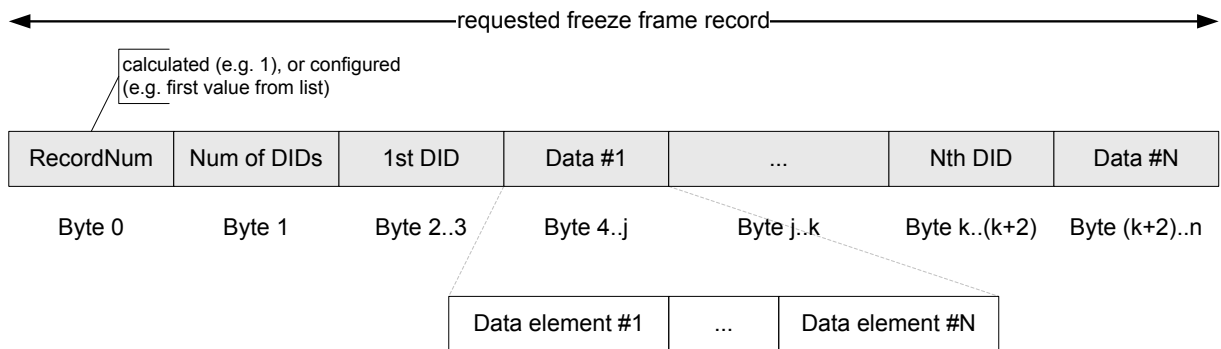 requested freeze frame record
calculated (e.g. 1), or configured
(e.g. first value from list)
RecordNum Num of DIDs 1st DID Data #1 ... Nth DID Data #N
Byte 0 Byte 1 Byte 2..3 Byte 4..j Byte j..k Byte k..(k+2) Byte (k+2)..n
Data element #1 ... Data element #N